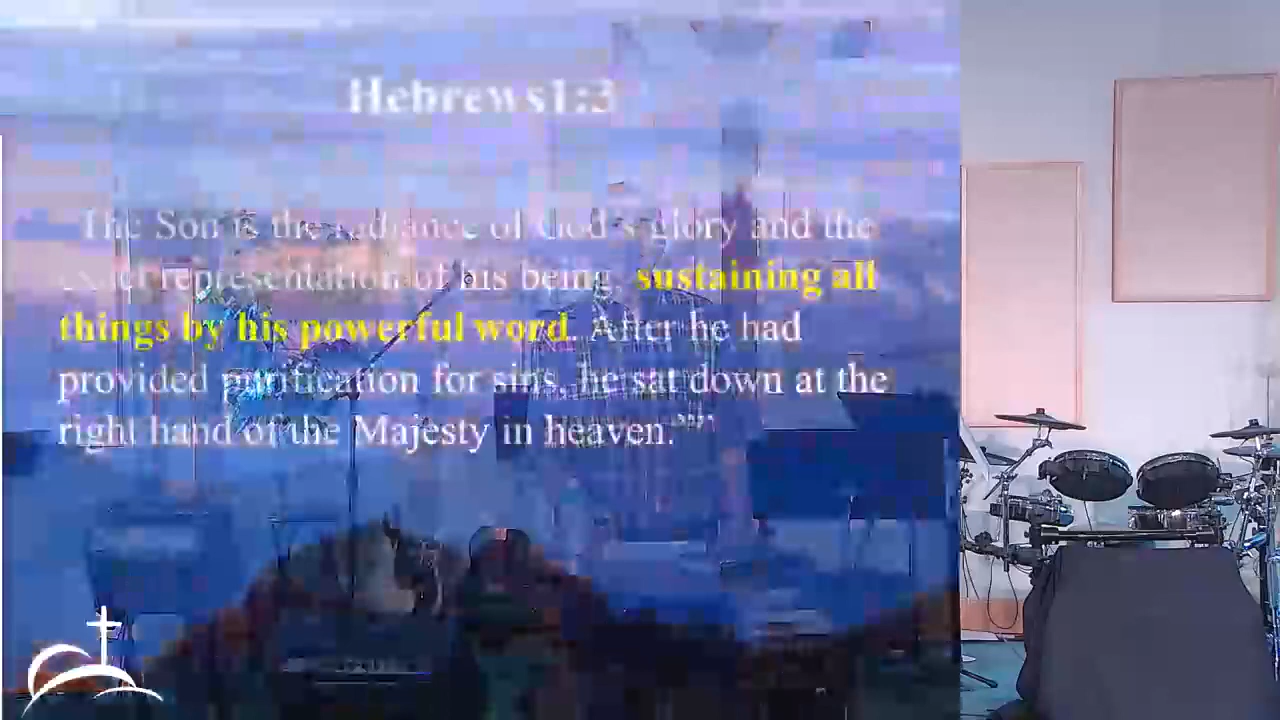 Hebrews1:3
The Son is the radiance of God's glory and the
exact representation of his being, sustaining all
things by his powerful word. After he had
provided purification for sins, he sat down at the
right hand of the Majesty in heaven.”